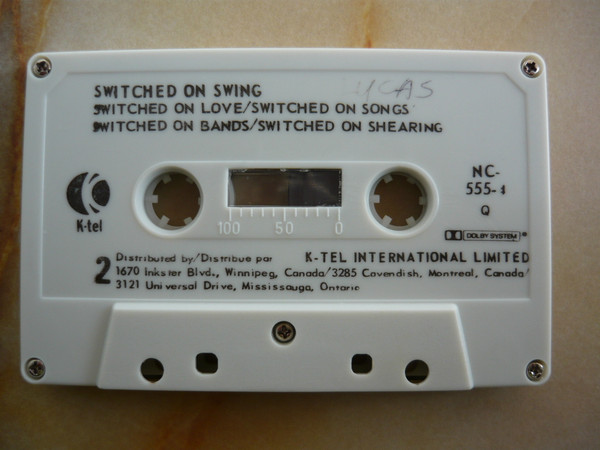 SWITCHED ON SWING
LUCAS
SWITCHED ON LOVE/SWITCHED ON SONGS
SWITCHED ON BANDS/SWITCHED ON SHEARING
K-tel
NC-
555-4
Q
100 50 0
DOLBY SYSTEM
2
Distributed by/Distribue par K-TEL INTERNATIONAL LIMITED
1670 Inkster Blvd., Winnipeg, Canada/3285 Cavendish, Montreal, Canada/
3121 Universal Drive, Mississauga, Ontario